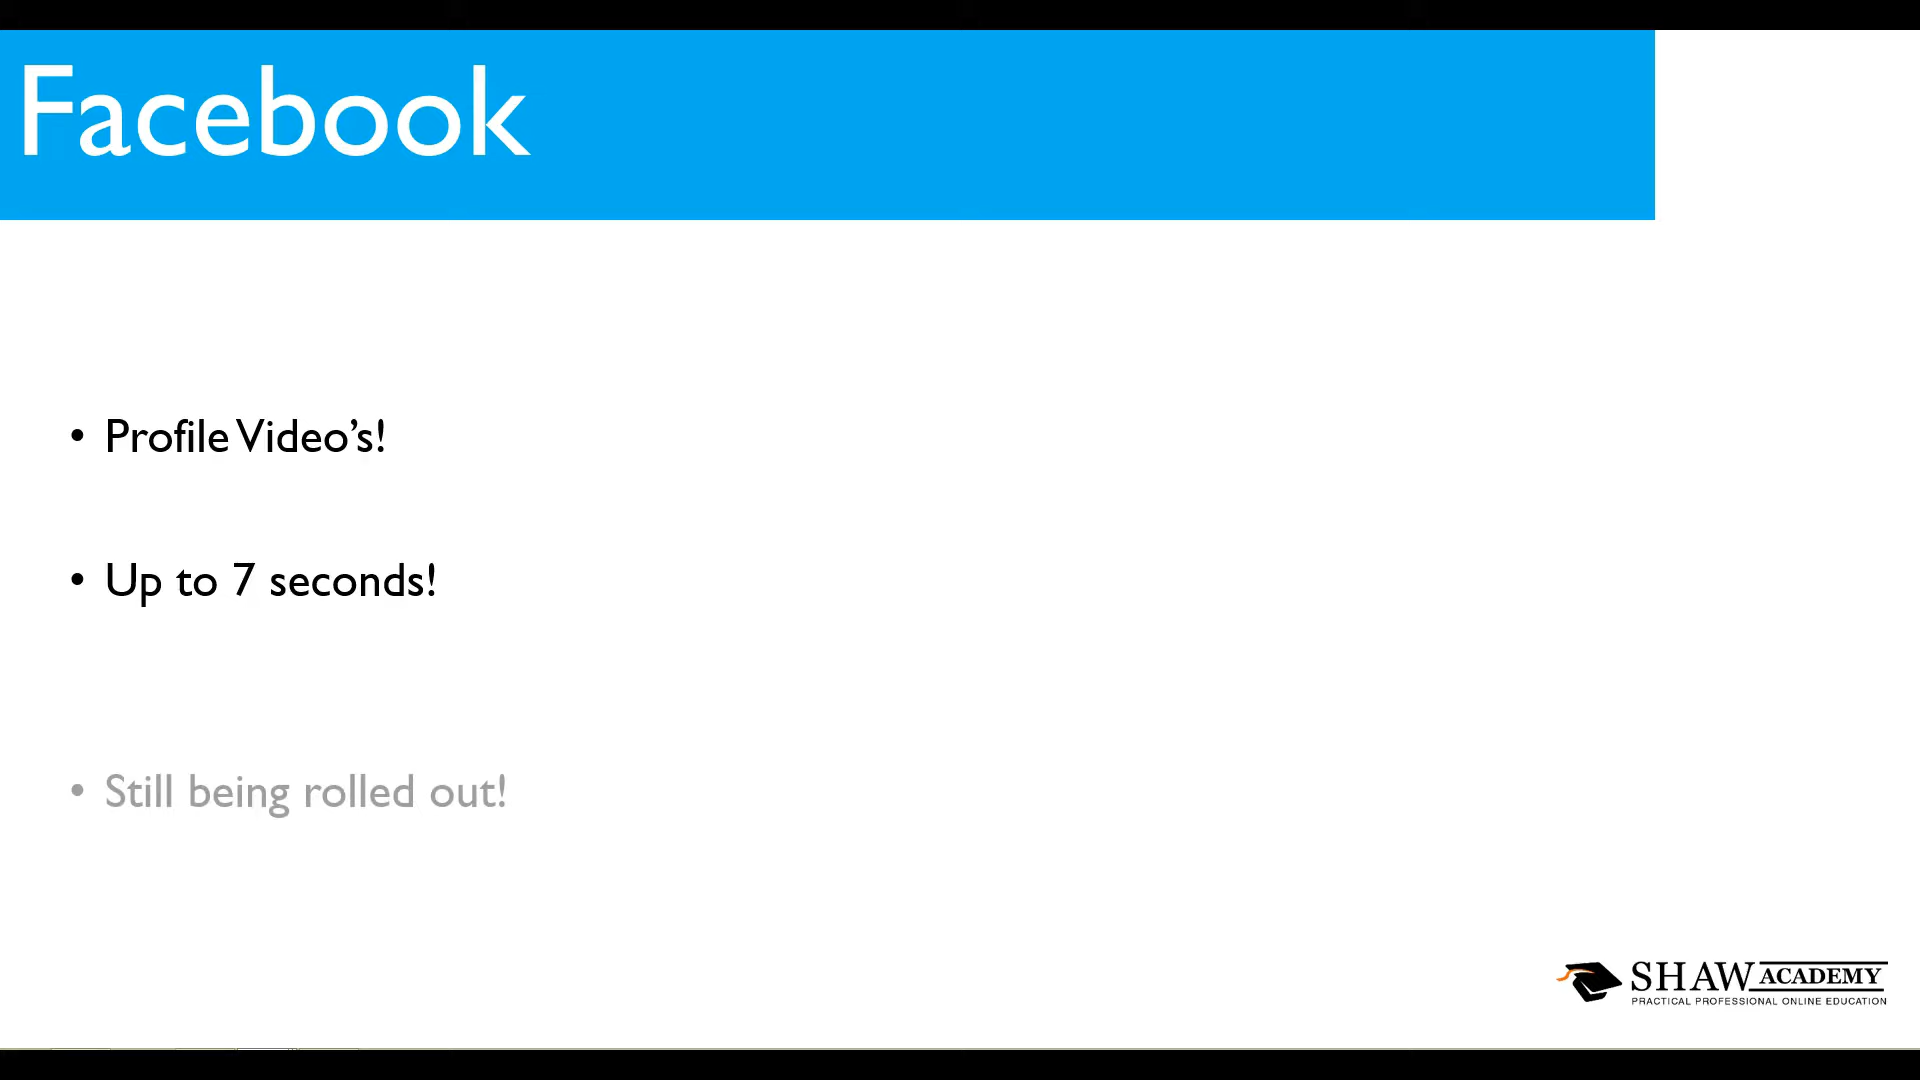 Facebook
• Profile Video’s!
• Up to 7 seconds!
• Still being rolled out!
SHAW ACADEMY
PRACTICAL PROFESSIONAL ONLINE EDUCATION